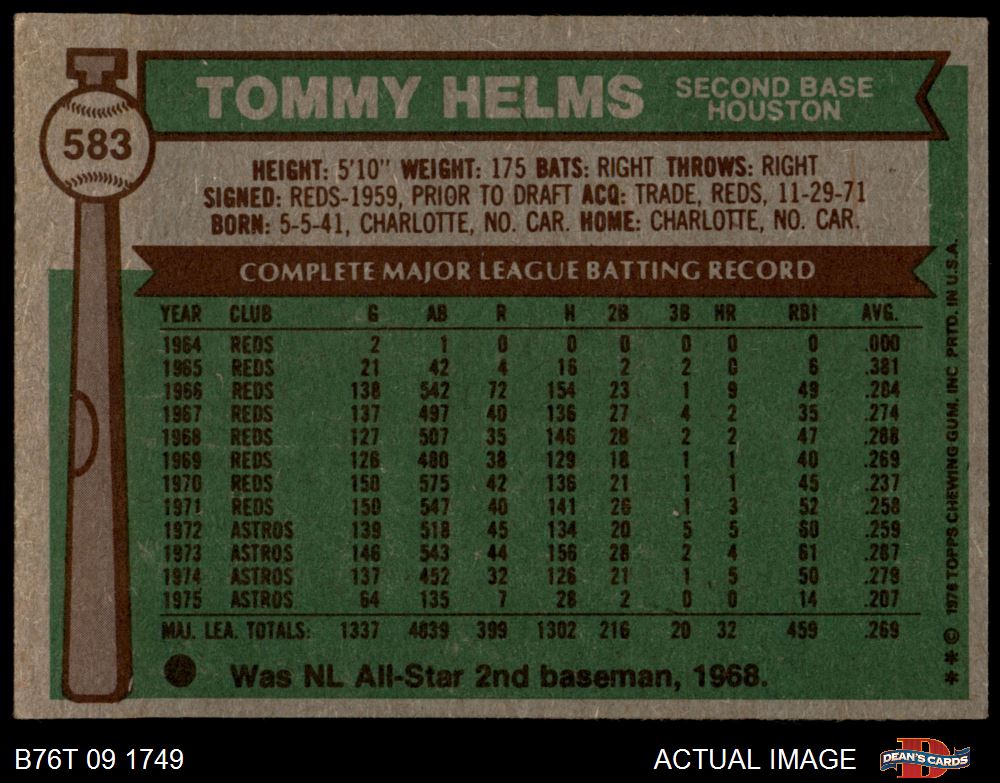 583
TOMMY HELMS SECOND BASE
HOUSTON
HEIGHT: 5'10" WEIGHT: 175 BATS: RIGHT THROWS: RIGHT
SIGNED: REDS-1959, PRIOR TO DRAFT ACQ: TRADE, REDS, 11-29-71
BORN: 5-5-41, CHARLOTTE, NO. CAR. HOME: CHARLOTTE, NO. CAR.
COMPLETE MAJOR LEAGUE BATTING RECORD
YEAR CLUB G AB R H 2B 3B HR RBI AVG.
1964 REDS 2 1 0 0 0 0 0 0 .000
1965 REDS 21 42 4 16 2 2 0 6 .381
1966 REDS 138 542 72 154 23 1 9 49 .284
1967 REDS 137 497 40 136 27 4 2 35 .274
1968 REDS 127 507 35 146 28 2 2 47 .288
1969 REDS 126 480 38 129 18 1 1 40 .269
1970 REDS 150 575 42 136 21 1 1 45 .237
1971 REDS 150 547 40 141 26 1 3 52 .258
1972 ASTROS 139 518 45 134 20 5 5 60 .259
1973 ASTROS 146 543 44 156 28 2 4 61 .287
1974 ASTROS 137 452 32 126 21 1 5 50 .279
1975 ASTROS 64 135 7 28 2 0 0 14 .207
MAJ. LEA. TOTALS: 1337 4839 399 1302 216 20 32 459 .269
Was NL All-Star 2nd baseman, 1968.
* * © 1976 TOPPS CHEWING GUM, INC PRTD. IN U.S.A.
B76T 09 1749 ACTUAL IMAGE DEAN'S CARDS